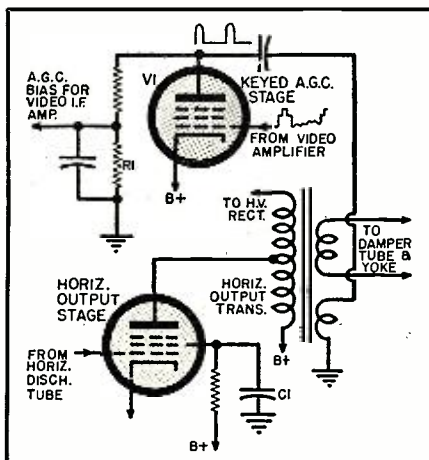 A.G.C.
BIAS FOR
VIDEO I.F.
AMP.
V1
KEYED A.G.C.
STAGE
FROM VIDEO
AMPLIFIER
R1
B+
TO H.V.
RECT.
TO
DAMPER
TUBE &
YOKE
HORIZ.
OUTPUT
TRANS.
HORIZ.
OUTPUT
STAGE
B+
FROM
HORIZ.
DISCH.
TUBE
C1
B+